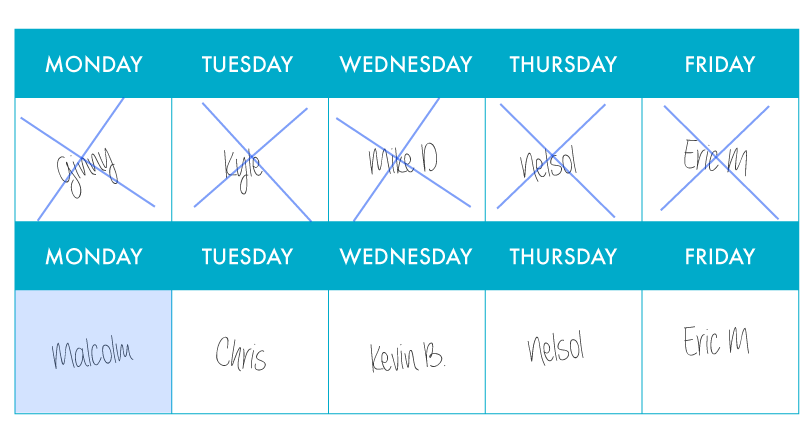 MONDAY TUESDAY WEDNESDAY THURSDAY FRIDAY
Ginny Kyle Mike D Nelsol Eric M
MONDAY TUESDAY WEDNESDAY THURSDAY FRIDAY
Malcolm Chris Kevin B. Nelsol Eric M